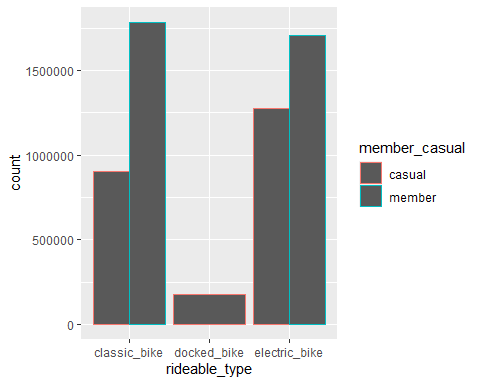 1500000
1000000
500000
0
count
classic_bike docked_bike electric_bike
rideable_type
member_casual
casual
member